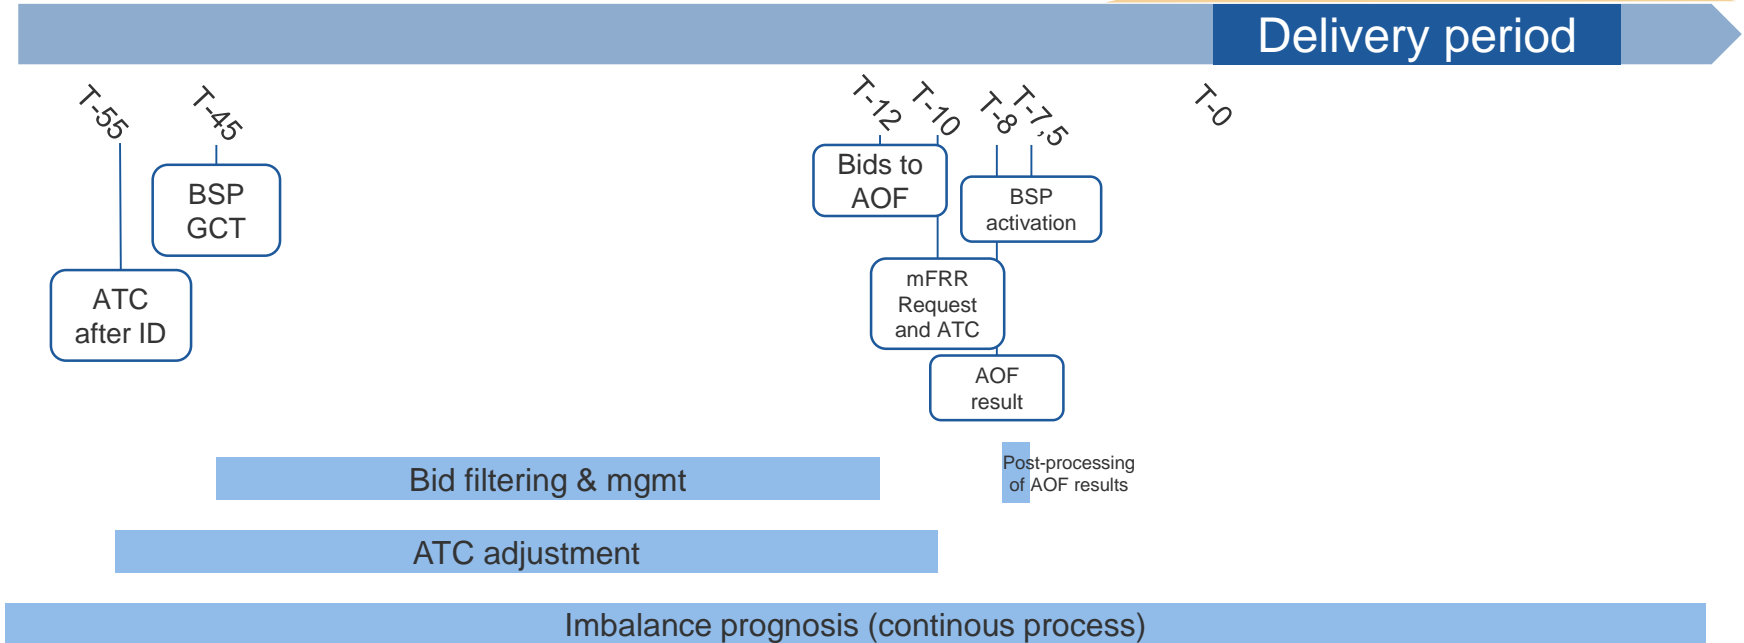 Delivery period
T-55
T-45
T-12
T-10
T-8
T-7,5
T-0
BSP
GCT
ATC
after ID
Bids to
AOF
BSP
activation
mFRR
Request
and ATC
AOF
result
Bid filtering & mgmt
Post-processing
of AOF results
ATC adjustment
Imbalance prognosis (continous process)